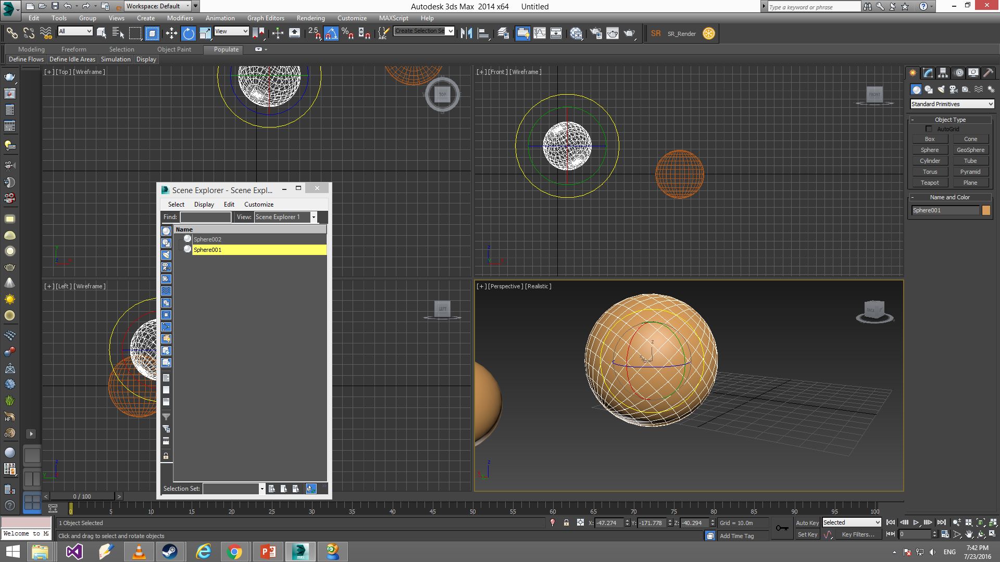 Workspace: Default
Autodesk 3ds Max 2014 x64 Untitled
Type a keyword or phrase
Edit Tools Group Views Create Modifiers Animation Graph Editors Rendering Customize MAXScript Help
All
View
2.5
%
ABC
Create Selection Se
SR SR_Render
Modeling Freeform Selection Object Paint Populate
Define Flows Define Idle Areas Simulation Display
[+] [Top] [Wireframe]
TOP
[+] [Front] [Wireframe]
FRONT
Standard Primitives
- Object Type
AutoGrid
Box Cone
Sphere GeoSphere
Cylinder Tube
Torus Pyramid
Teapot Plane
- Name and Color
Sphere001
Scene Explorer - Scene Expl...
Select Display Edit Customize
Find: View: Scene Explorer 1
Name
Sphere002
Sphere001
Selection Set:
[+] [Left] [Wireframe]
LEFT
[+] [Perspective] [Realistic]
BACK
HF
z
x
y
< 0 / 100 >
0 5 10 15 20 25 30 35 40 45 50 55 60 65 70 75 80 85 90 95 100
1 Object Selected
X: -47.274 Y: -171.778 Z: -40.294 Grid = 10.0m
Auto Key Selected
Welcome to M
Click and drag to select and rotate objects
Add Time Tag
Set Key Key Filters...
0
MAX
ENG
7:42 PM
7/23/2016